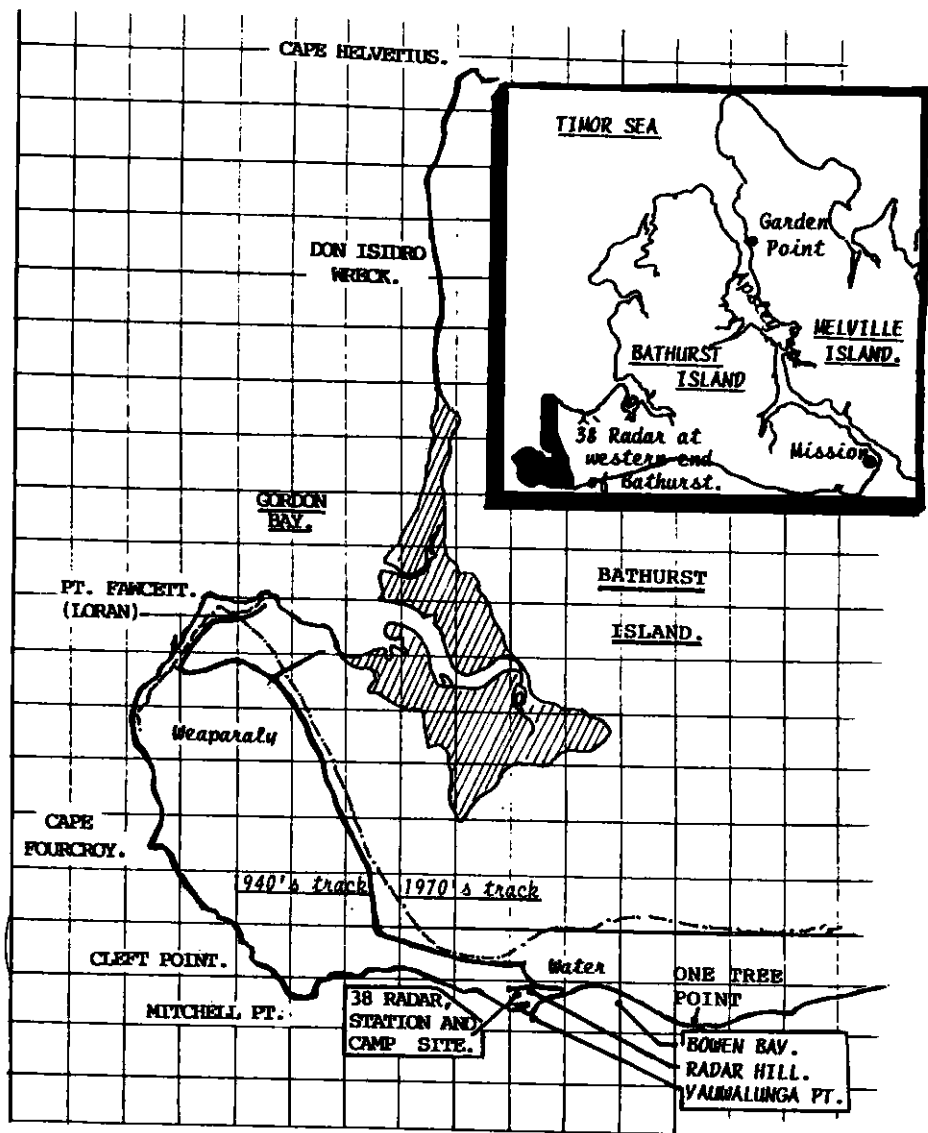 CAPE HELVETIUS.
TIMOR SEA
Garden
Point
DON ISIDRO
WRECK.
Apsley
MELVILLE
ISLAND.
BATHURST
ISLAND
38 Radar at
western end
of Bathurst.
Mission
GORDON
BAY.
BATHURST
ISLAND.
PT. FAWCETT.
(LORAN)
Weaparaly
CAPE
FOURCROY.
940's track
1970's track
CLEFT POINT.
Water
ONE TREE
POINT
MITCHELL PT.
38 RADAR,
STATION AND
CAMP SITE.
BOWEN BAY.
RADAR HILL.
YAUWALUNGA PT.